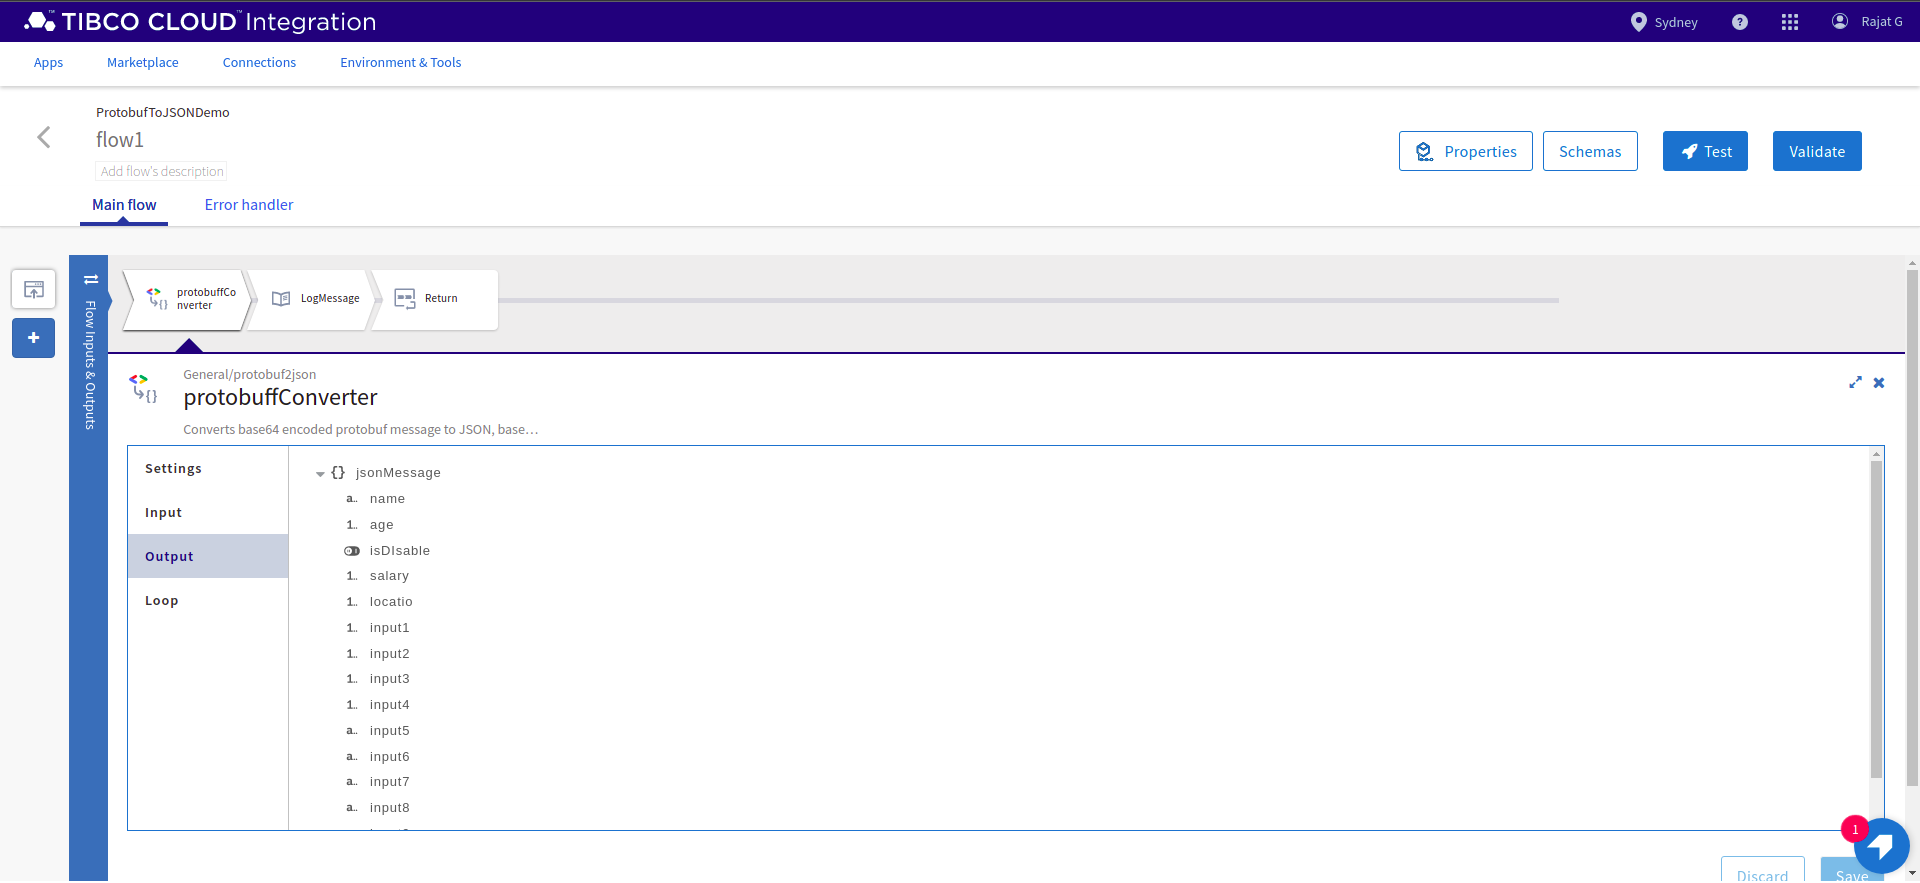 TIBCO CLOUD™ Integration
Sydney
?
Rajat G
Apps
Marketplace
Connections
Environment & Tools
ProtobufToJSONDemo
flow1
Add flow's description
Properties
Schemas
Test
Validate
Main flow
Error handler
Flow Inputs & Outputs
protobuffCo
nverter
LogMessage
Return
General/protobuf2json
protobuffConverter
Converts base64 encoded protobuf message to JSON, base...
Settings
Input
Output
Loop
{} jsonMessage
a.. name
1.. age
isDIsable
1.. salary
1.. locatio
1.. input1
1.. input2
1.. input3
1.. input4
a.. input5
a.. input6
a.. input7
a.. input8
1
Discard
Save